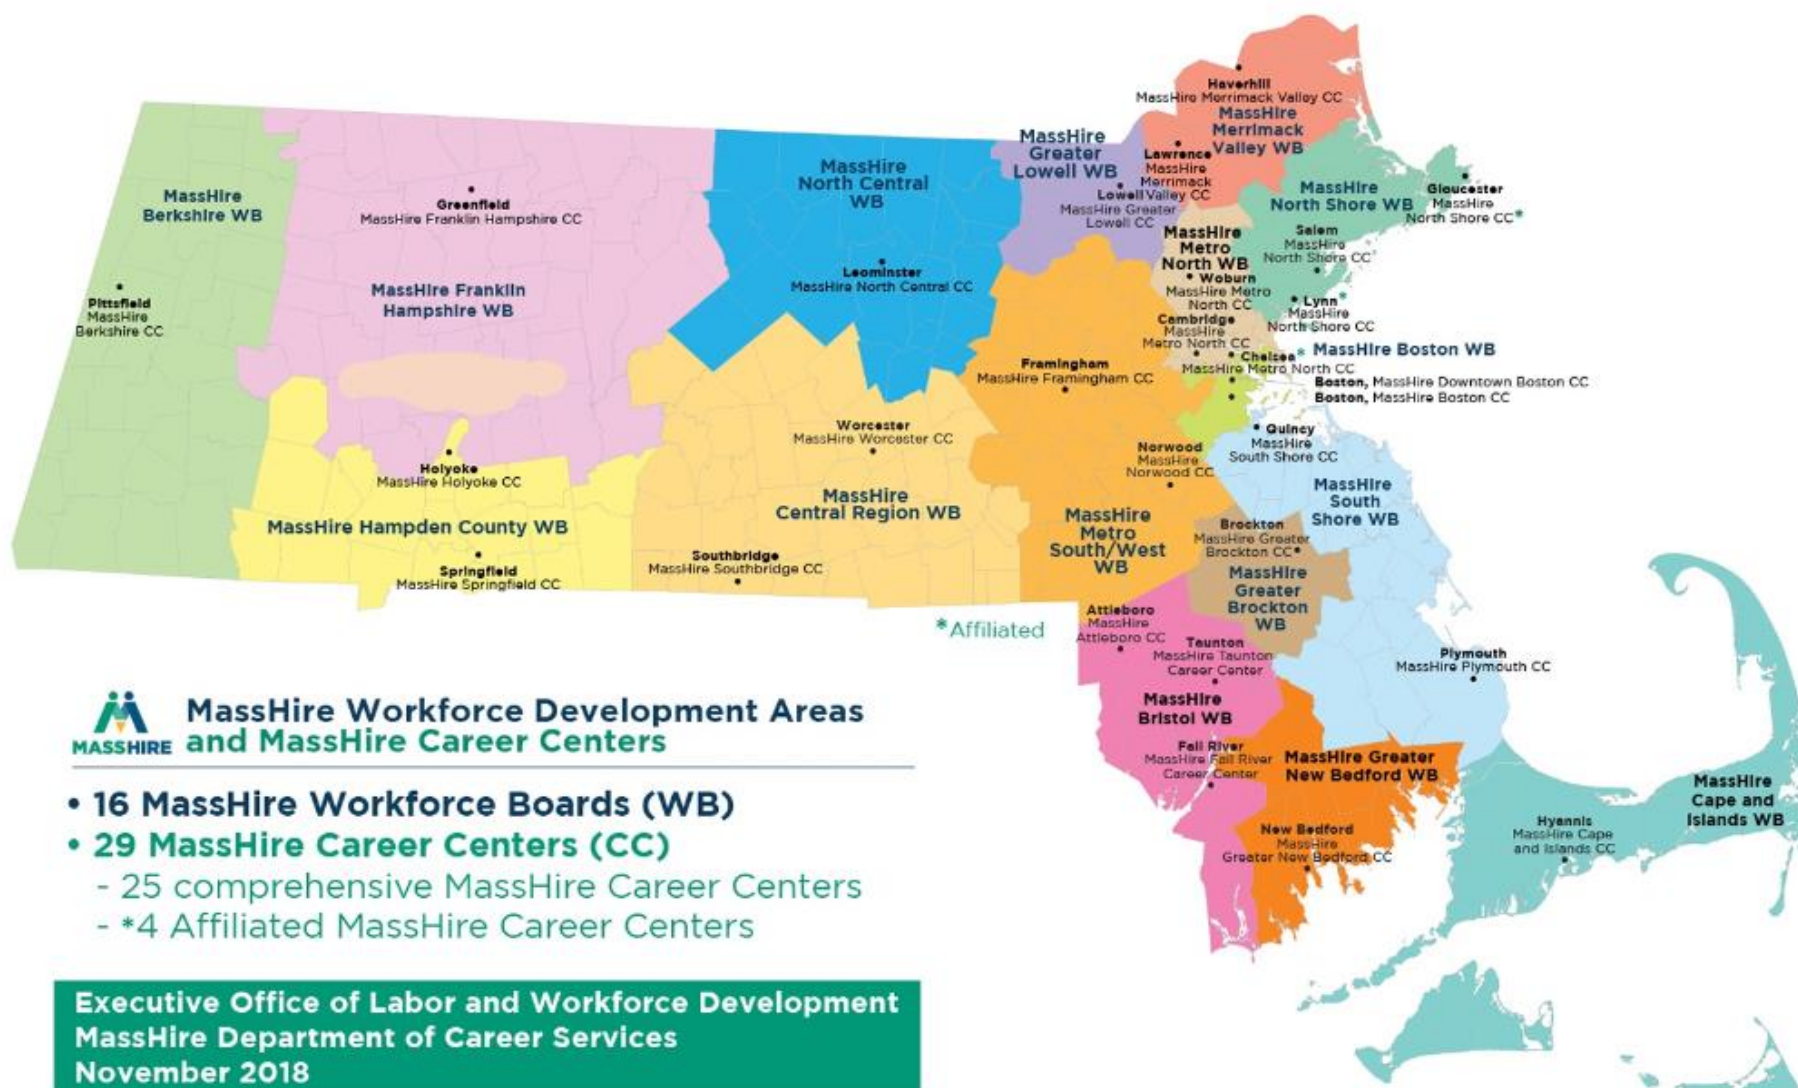 Haverhill
MassHire Merrimack Valley CC
MassHire
Merrimack
Valley WB
MassHire
Greater
Lowell WB
Lawrence
MassHire
Merrimack
Valley CC
Lowell
MassHire Greater
Lowell CC
MassHire
North Shore WB
Gloucester
MassHire
North Shore CC*
Salem
MassHire
North Shore CC
Lynn*
MassHire
North Shore CC
MassHire
Metro
North WB
Woburn
MassHire Metro
North CC
Cambridge
MassHire
Metro North CC
Chelsea*
MassHire Metro North CC
MassHire Boston WB
Boston, MassHire Downtown Boston CC
Boston, MassHire Boston CC
MassHire
Berkshire WB
Pittsfield
MassHire
Berkshire CC
Greenfield
MassHire Franklin Hampshire CC
MassHire Franklin
Hampshire WB
MassHire
North Central
WB
Leominster
MassHire North Central CC
Framingham
MassHire Framingham CC
Worcester
MassHire Worcester CC
MassHire
Central Region WB
Southbridge
MassHire Southbridge CC
Holyoke
MassHire Holyoke CC
MassHire Hampden County WB
Springfield
MassHire Springfield CC
Norwood
MassHire
Norwood CC
MassHire
Metro
South/West
WB
Quincy
MassHire
South Shore CC
MassHire
South
Shore WB
Brockton
MassHire Greater
Brockton CC
MassHire
Greater
Brockton
WB
Attleboro
MassHire
Attleboro CC
Taunton
MassHire Taunton
Career Center
MassHire
Bristol WB
Fall River
MassHire Fall River
Career Center
Plymouth
MassHire Plymouth CC
MassHire Greater
New Bedford WB
New Bedford
MassHire
Greater New Bedford CC
Hyannis
MassHire Cape
and Islands CC
MassHire
Cape and
Islands WB
*Affiliated
MASSHIRE
MassHire Workforce Development Areas
and MassHire Career Centers
• 16 MassHire Workforce Boards (WB)
• 29 MassHire Career Centers (CC)
- 25 comprehensive MassHire Career Centers
- *4 Affiliated MassHire Career Centers
Executive Office of Labor and Workforce Development
MassHire Department of Career Services
November 2018